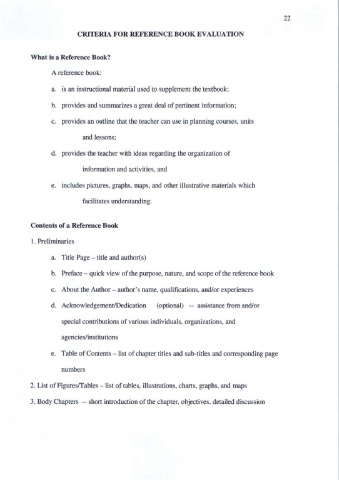 22
CRITERIA FOR REFERENCE BOOK EVALUATION
What is a Reference Book?
A reference book:
a. is an instructional material used to supplement the textbook;
b. provides and summarizes a great deal of pertinent information;
c. provides an outline that the teacher can use in planning courses, units
and lessons;
d. provides the teacher with ideas regarding the organization of
information and activities, and
e. includes pictures, graphs, maps, and other illustrative materials which
facilitates understanding.
Contents of a Reference Book
1. Preliminaries
a. Title Page – title and author(s)
b. Preface – quick view of the purpose, nature, and scope of the reference book
c. About the Author – author's name, qualifications, and/or experiences
d. Acknowledgement/Dedication (optional) -- assistance from and/or
special contributions of various individuals, organizations, and
agencies/institutions
e. Table of Contents – list of chapter titles and sub-titles and corresponding page
numbers
2. List of Figures/Tables – list of tables, illustrations, charts, graphs, and maps
3. Body Chapters -- short introduction of the chapter, objectives, detailed discussion